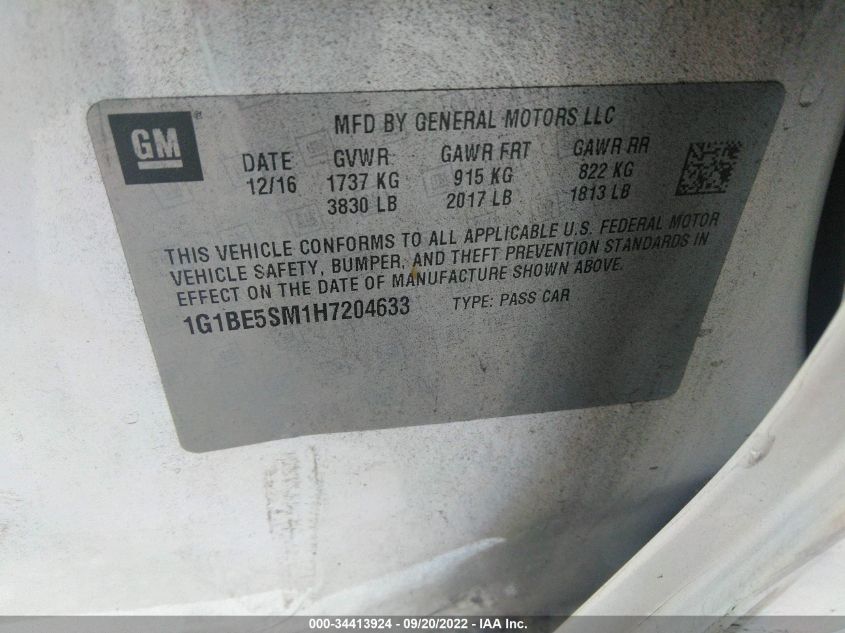 GM
®
MFD BY GENERAL MOTORS LLC
DATE GVWR GAWR FRT GAWR RR
12/16 1737 KG 915 KG 822 KG
3830 LB 2017 LB 1813 LB
THIS VEHICLE CONFORMS TO ALL APPLICABLE U.S. FEDERAL MOTOR
VEHICLE SAFETY, BUMPER, AND THEFT PREVENTION STANDARDS IN
EFFECT ON THE DATE OF MANUFACTURE SHOWN ABOVE.
1G1BE5SM1H7204633 TYPE: PASS CAR
000-34413924 - 09/20/2022 - IAA Inc.